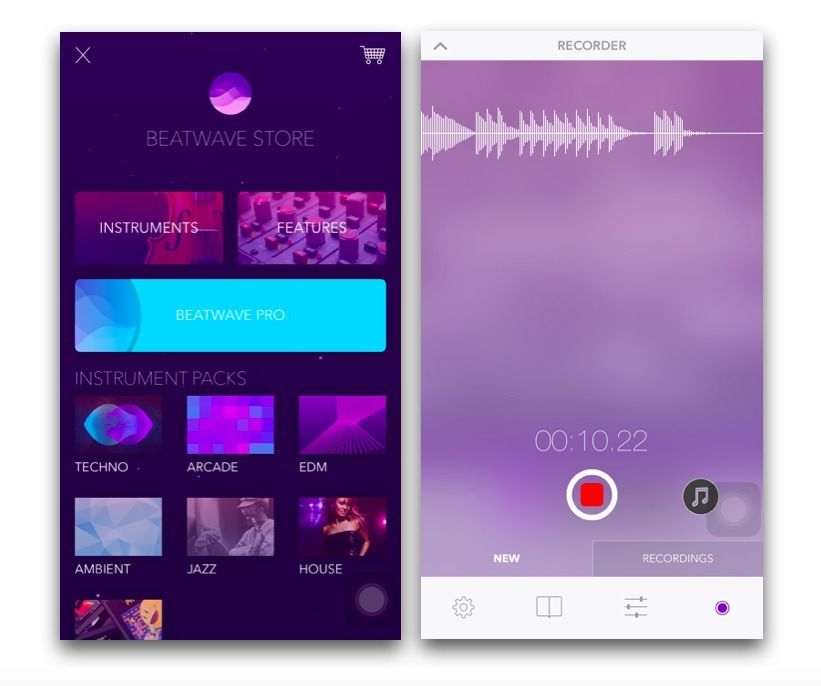 BEATWAVE STORE
INSTRUMENTS
FEATURES
BEATWAVE PRO
INSTRUMENT PACKS
TECHNO
ARCADE
EDM
AMBIENT
JAZZ
HOUSE
RECORDER
00:10.22
NEW
RECORDINGS